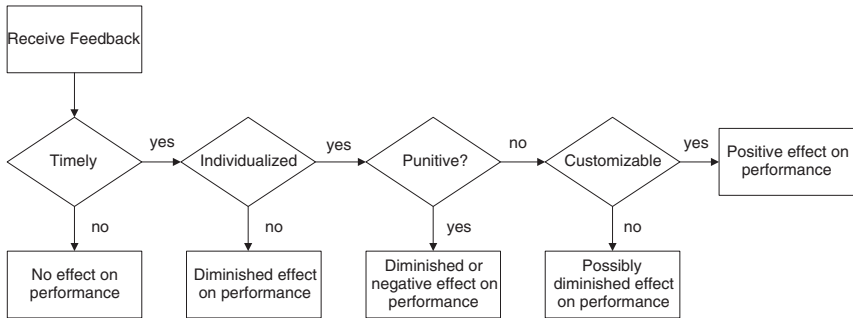 Receive Feedback
Timely
yes
Individualized
yes
Punitive?
no
Customizable
yes
Positive effect on
performance
no
no
yes
no
No effect on
performance
Diminished effect
on performance
Diminished or
negative effect on
performance
Possibly
diminished effect
on performance